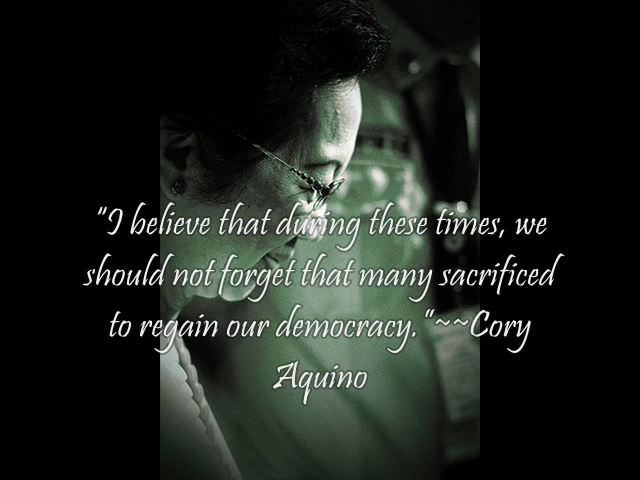 "I believe that during these times, we
should not forget that many sacrificed
to regain our democracy."~~Cory
Aquino